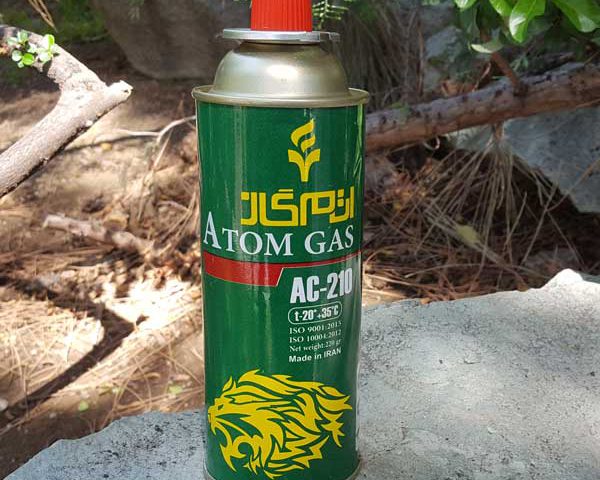 اتم گاز
ATOM GAS
AC-210
t-20° +35°C
ISO 9001:2015
ISO 10004:2012
Net weight:220 gr
Made in IRAN